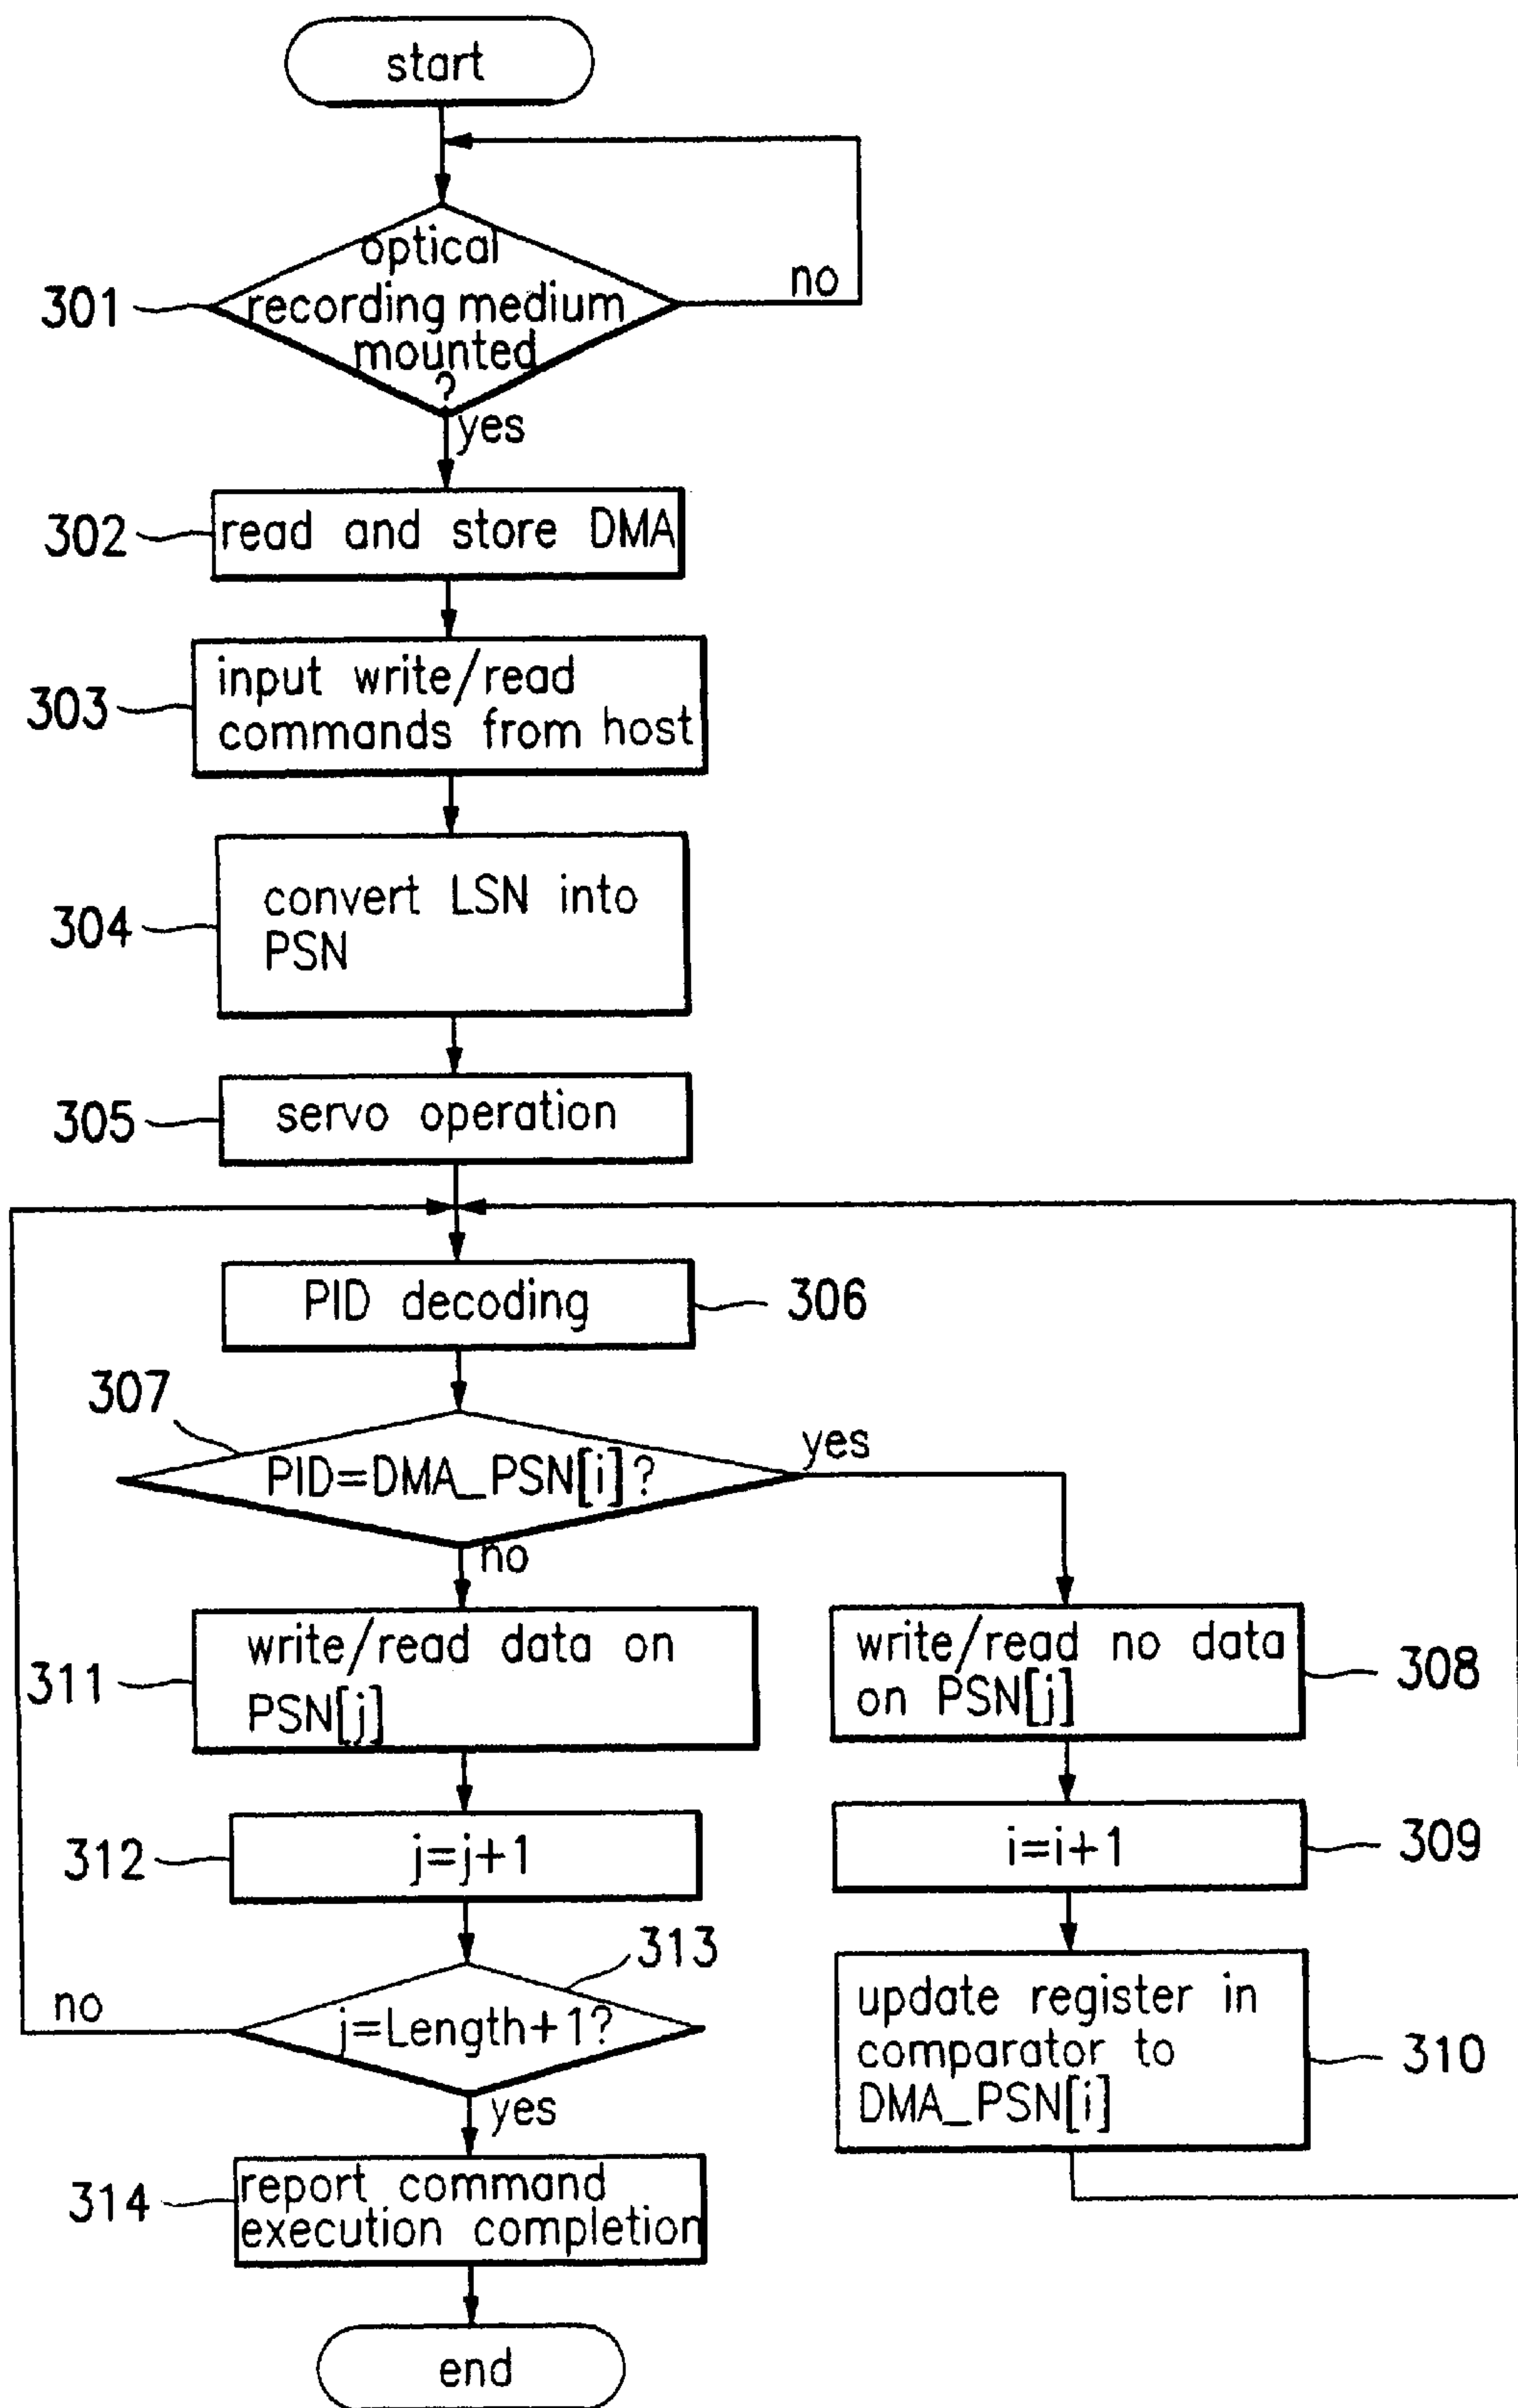 start
optical
recording medium
mounted
?
no
301
yes
302
read and store DMA
303
input write/read
commands from host
304
convert LSN into
PSN
305
servo operation
PID decoding
306
307
PID=DMA_PSN[i]?
yes
no
311
write/read data on
PSN[j]
write/read no data
on PSN[j]
308
312
j=j+1
i=i+1
309
313
no
j=Length+1?
yes
update register in
comparator to
DMA_PSN[i]
310
314
report command
execution completion
end